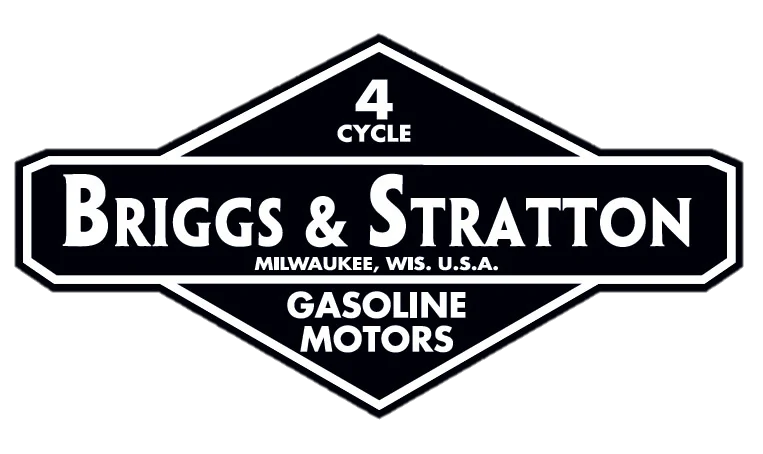 4
CYCLE
BRIGGS & STRATTON
MILWAUKEE, WIS. U.S.A.
GASOLINE
MOTORS